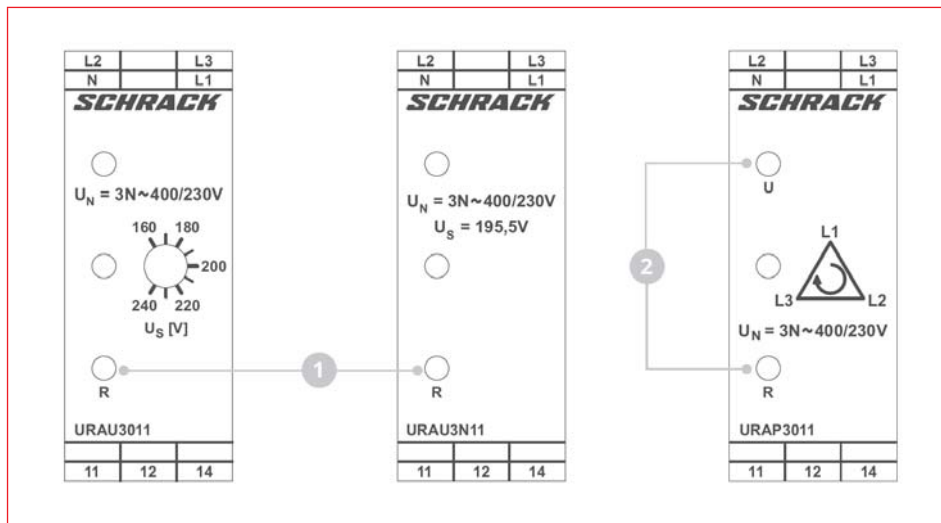 L2 L3
N L1
SCHRACK
U_N = 3N~400/230V
160 180
200
240 220
U_S [V]
R
URAU3011
11 12 14
1
L2 L3
N L1
SCHRACK
U_N = 3N~400/230V
U_S = 195,5V
R
URAU3N11
11 12 14
2
L2 L3
N L1
SCHRACK
U
L1
L3 L2
U_N = 3N~400/230V
R
URAP3011
11 12 14